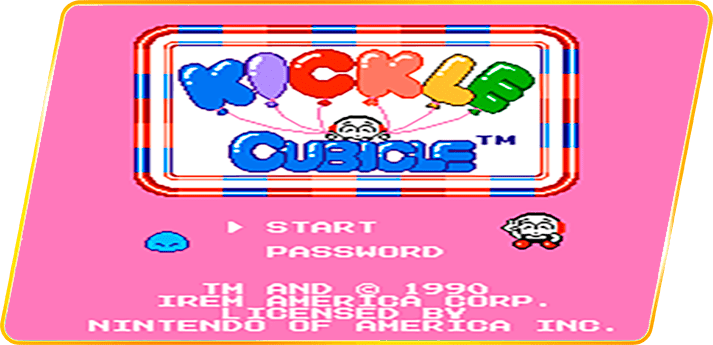 KICKLE
CUBICLE™
START
PASSWORD
TM AND © 1990
IREM AMERICA CORP.
LICENSED BY
NINTENDO OF AMERICA INC.